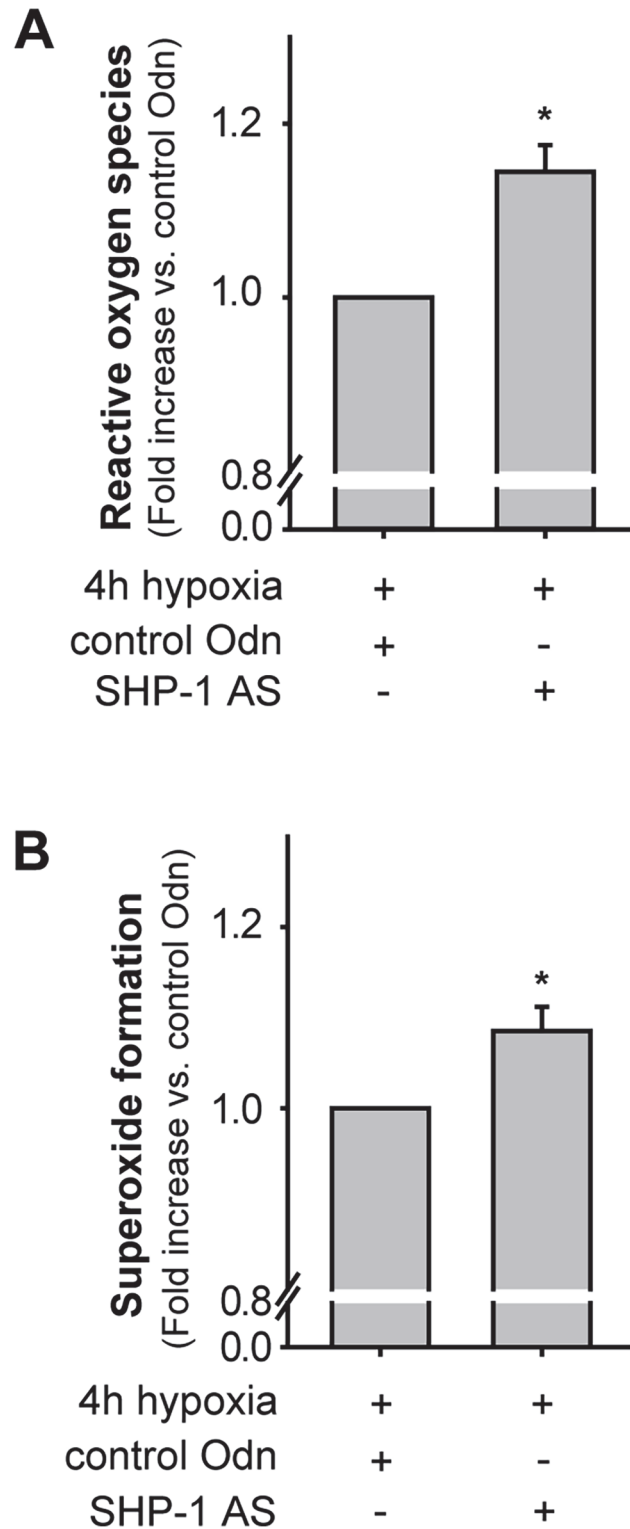 A
Reactive oxygen species
(Fold increase vs. control Odn)
1.2
1.0
0.8
0.0
*
4h hypoxia + +
control Odn + -
SHP-1 AS - +
B
Superoxide formation
(Fold increase vs. control Odn)
1.2
1.0
0.8
0.0
*
4h hypoxia + +
control Odn + -
SHP-1 AS - +